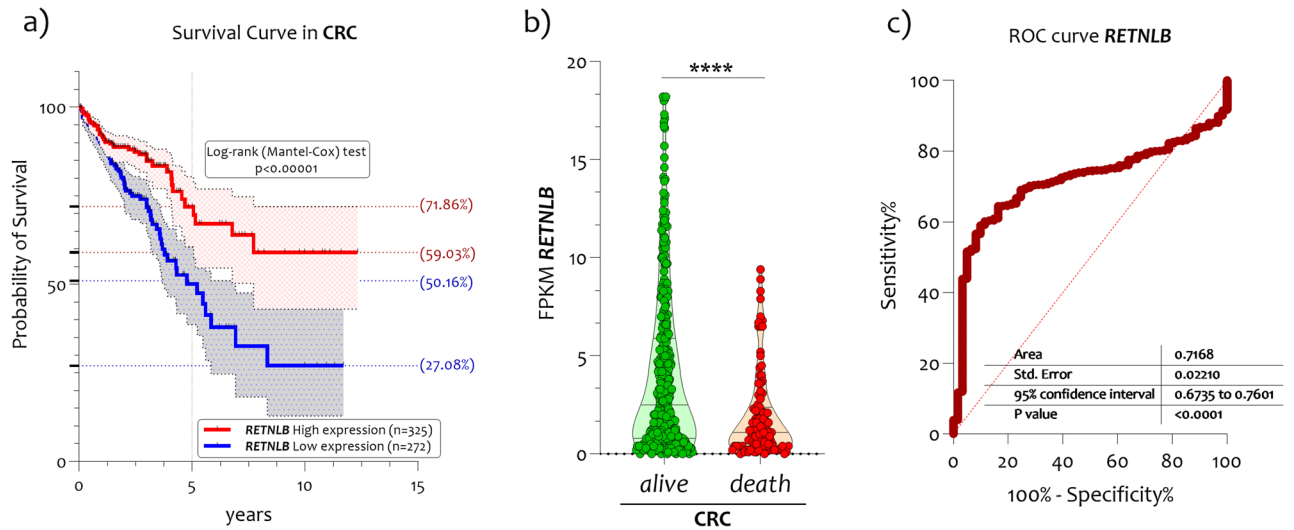 a)
Survival Curve in CRC
Probability of Survival
100
50
0
Log-rank (Mantel-Cox) test
p<0.00001
(71.86%)
(59.03%)
(50.16%)
(27.08%)
RETNLB High expression (n=325)
RETNLB Low expression (n=272)
0
5
10
15
years
b)
****
FPKM RETNLB
20
15
10
5
0
alive
death
CRC
c)
ROC curve RETNLB
Sensitivity%
100
80
60
40
20
0
Area 0.7168
Std. Error 0.02210
95% confidence interval 0.6735 to 0.7601
P value <0.0001
0
20
40
60
80
100
100% - Specificity%